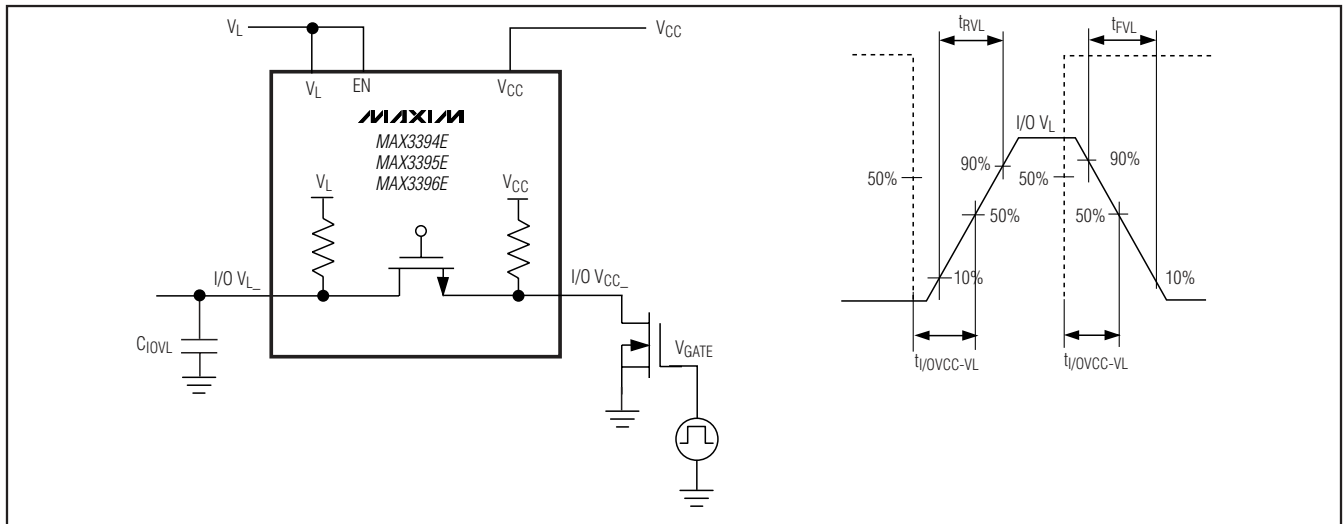 VL
VCC
VL
EN
VCC
MAXIM
MAX3394E
MAX3395E
MAX3396E
VL
VCC
I/O VL_
I/O VCC_
CIOVL
VGATE
tRVL
tFVL
I/O VL
90%
90%
50%
50%
50%
50%
10%
10%
tI/OVCC-VL
tI/OVCC-VL